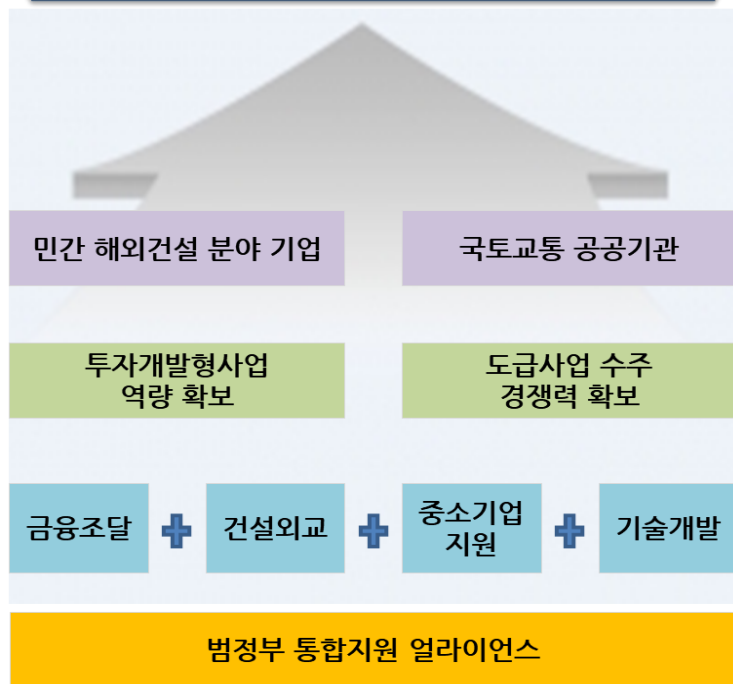 민간 해외건설 분야 기업
국토교통 공공기관
투자개발형사업
역량 확보
도급사업 수주
경쟁력 확보
금융조달
건설외교
중소기업
지원
기술개발
범정부 통합지원 얼라이언스